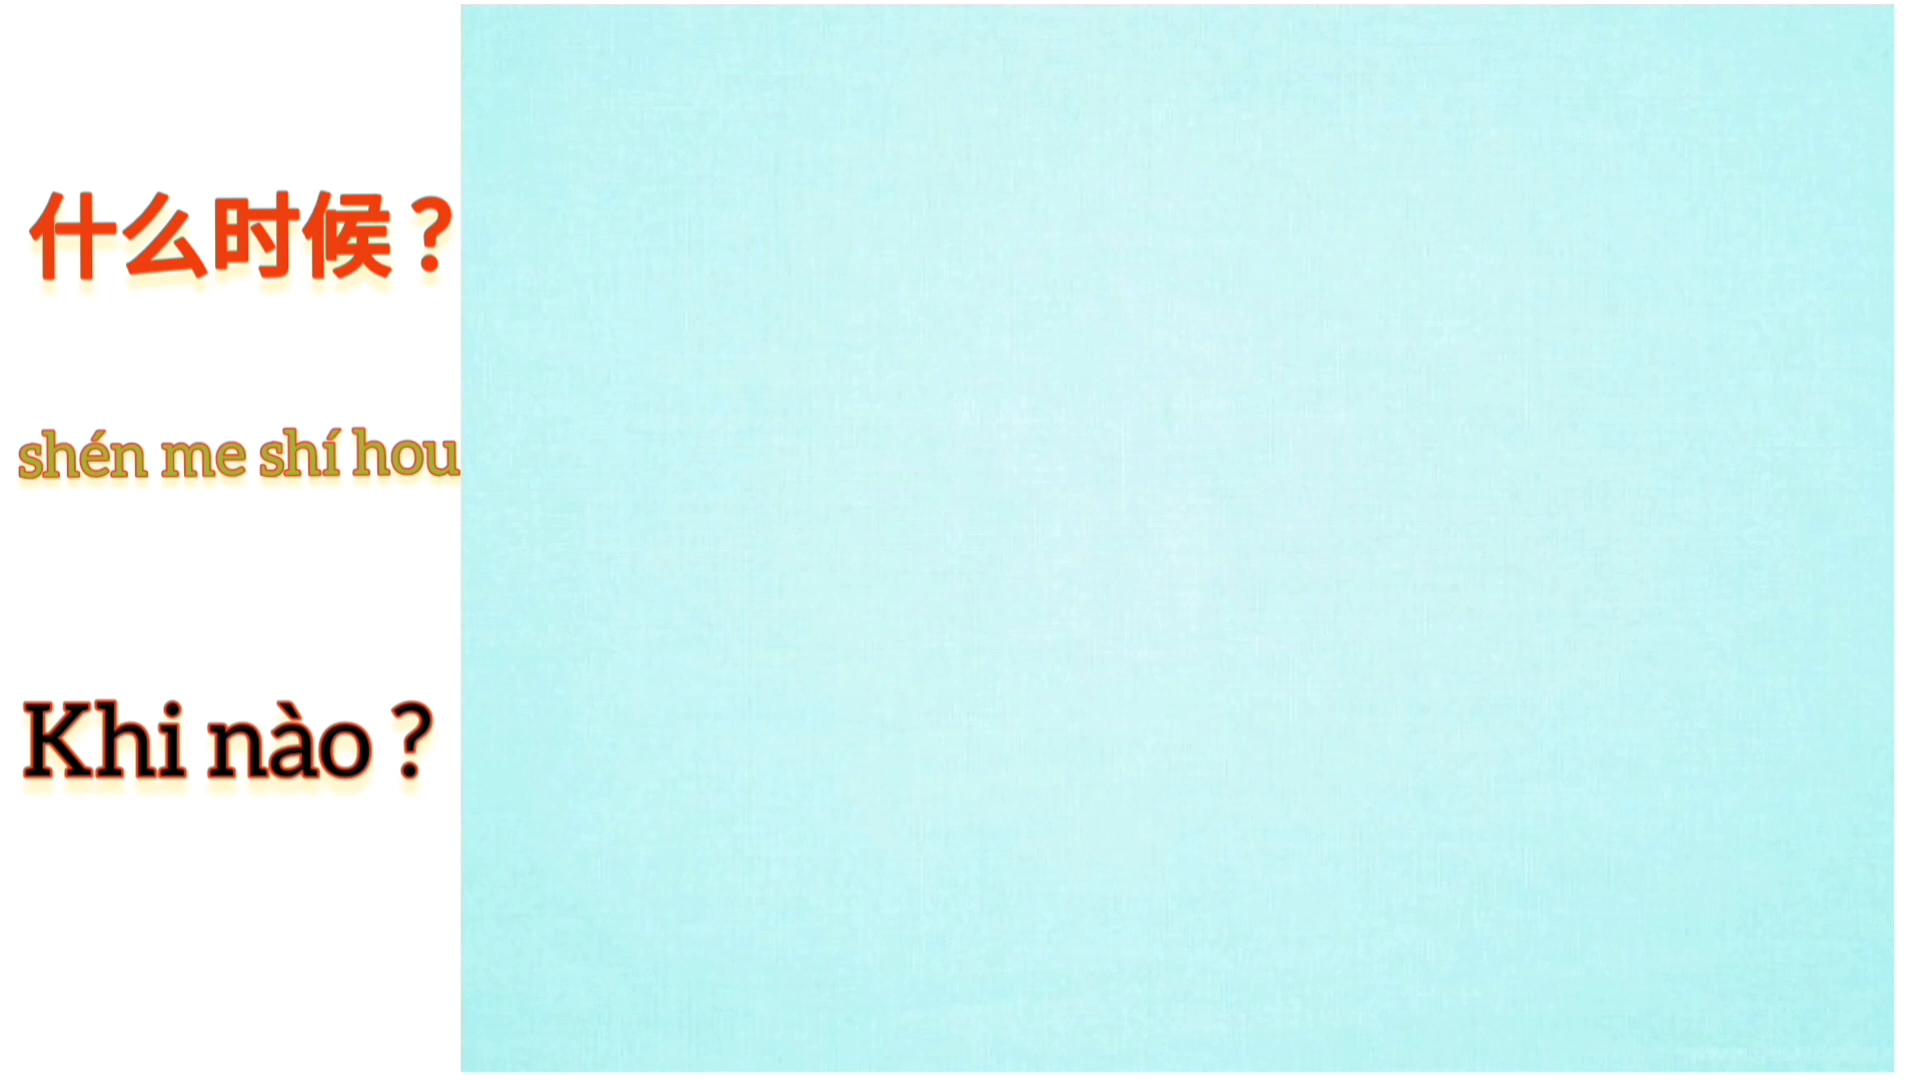 什么时候？
shén me shí hou
Khi nào ?